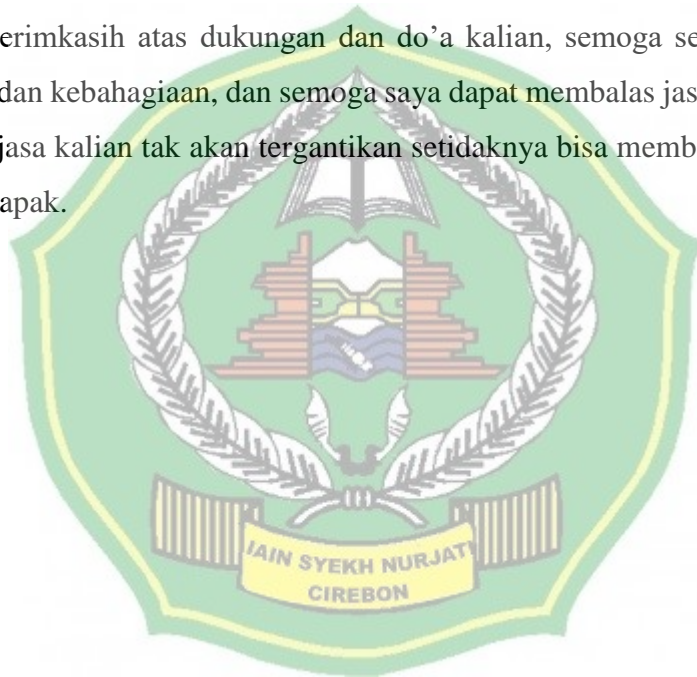 erimkasih atas dukungan dan do’a kalian, semoga se
dan kebahagiaan, dan semoga saya dapat membalas jas
jasa kalian tak akan tergantikan setidaknya bisa memb
apak.
IAIN SYEKH NURJATI
CIREBON